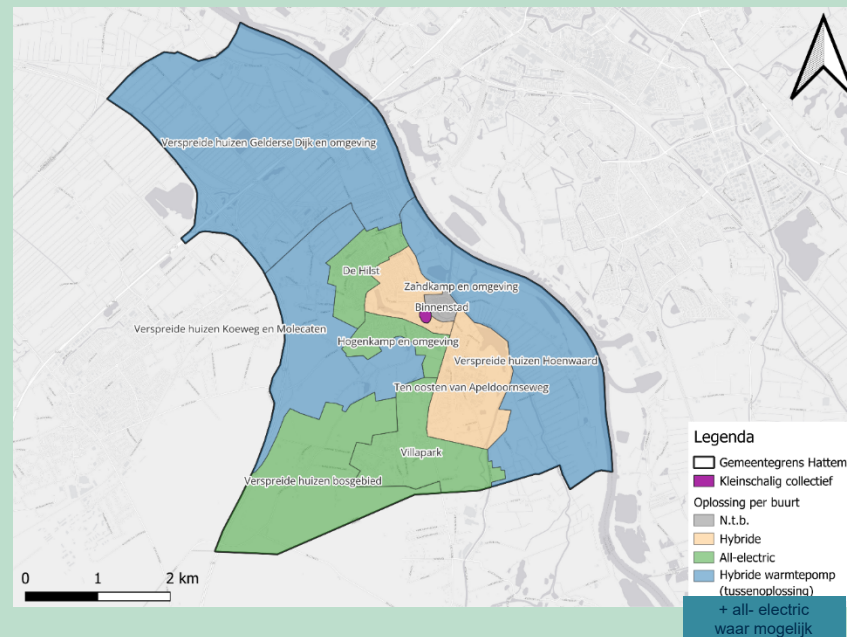 Verspreide huizen Gelderse Dijk en omgeving
De Hilst
Zandkamp en omgeving
Binnenstad
Verspreide huizen Koeweg en Molecaten
Hogenkamp en omgeving
Verspreide huizen Hoenwaard
Ten oosten van Apeldoornseweg
Villapark
Verspreide huizen bosgebied
Legenda
Gemeentegrens Hattem
Kleinschalig collectief
Oplossing per buurt
N.t.b.
Hybride
All-electric
Hybride warmtepomp
(tussenoplossing)
+ all- electric
waar mogelijk
0 1 2 km